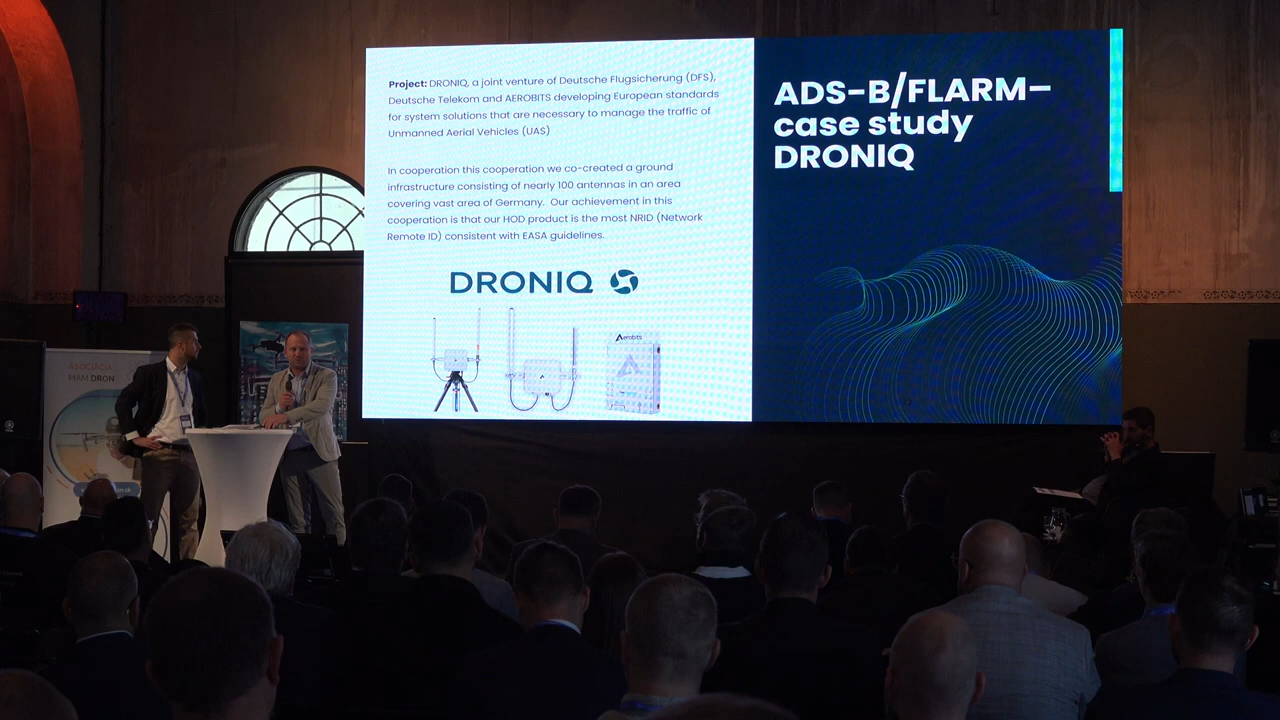 Project: DRONIQ, a joint venture of Deutsche Flugsicherung (DFS),
Deutsche Telekom and AEROBITS developing European standards
for system solutions that are necessary to manage the traffic of
Unmanned Aerial Vehicles (UAS)
In cooperation this cooperation we co-created a ground
infrastructure consisting of nearly 100 antennas in an area
covering vast area of Germany. Our achievement in this
cooperation is that our HOD product is the most NRID (Network
Remote ID) consistent with EASA guidelines.
DRONIQ
Aerobits
ADS-B/FLARM–
case study
DRONIQ
ASOCIÁCIA
MÁM DRON